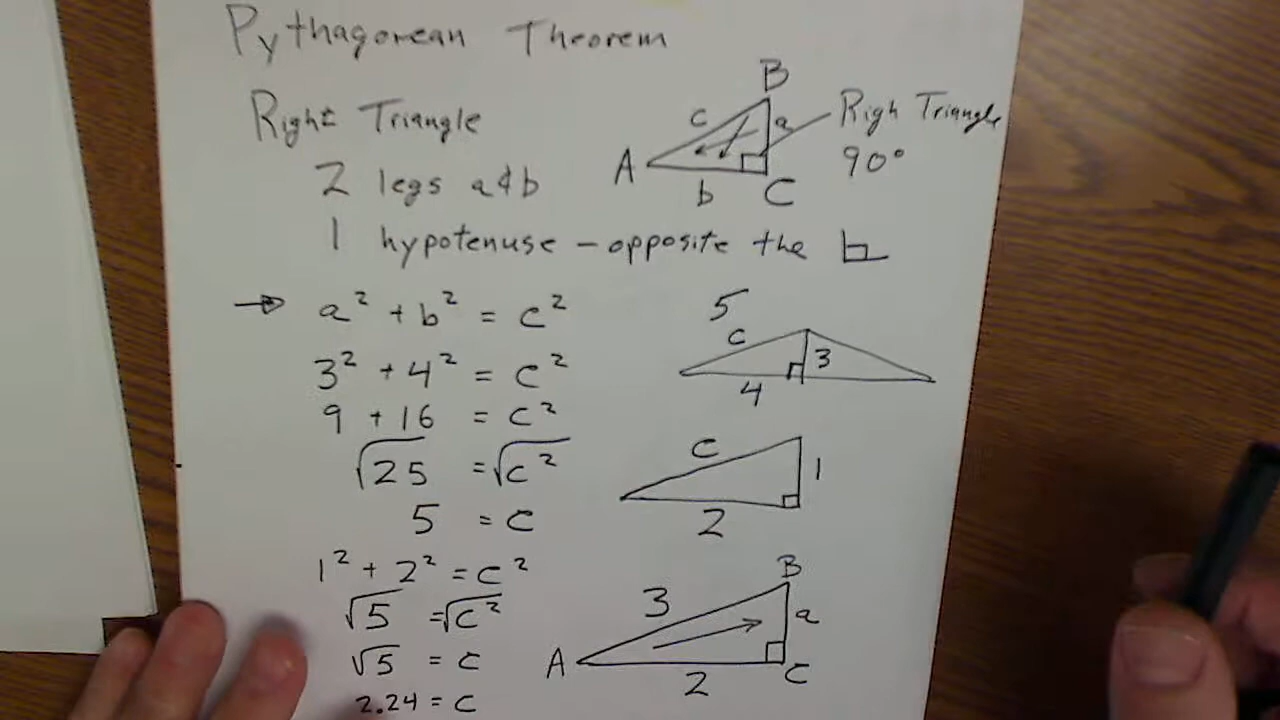 Pythagorean Theorem
Right Triangle
B
c
a
Righ Triangle
90°
A
b
C
2 legs a&b
1 hypotenuse - opposite the
a² + b² = c²
5
c
3
4
3² + 4² = c²
9 + 16 = c²
√25 = √c²
5 = c
c
1
2
1² + 2² = c²
√5 = √c²
√5 = c
2.24 = c
B
3
a
A
2
C